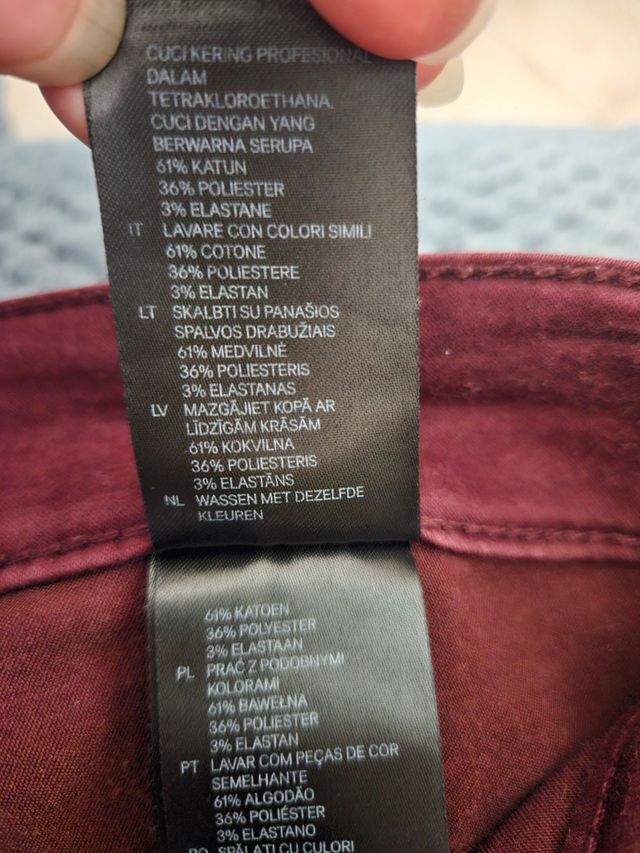 CUCI KERING PROFESIONAL
DALAM
TETRAKLOROETHANA.
CUCI DENGAN YANG
BERWARNA SERUPA
61% KATUN
36% POLIESTER
3% ELASTANE
IT LAVARE CON COLORI SIMILI
61% COTONE
36% POLIESTERE
3% ELASTAN
LT SKALBTI SU PANAŠIOS
SPALVOS DRABUŽIAIS
61% MEDVILNĖ
36% POLIESTERIS
3% ELASTANAS
LV MAZGĀJIET KOPĀ AR
LĪDZĪGĀM KRĀSĀM
61% KOKVILNA
36% POLIESTERIS
3% ELASTĀNS
NL WASSEN MET DEZELFDE
KLEUREN
61% KATOEN
36% POLYESTER
3% ELASTAAN
PL PRAĆ Z PODOBNYMI
KOLORAMI
61% BAWEŁNA
36% POLIESTER
3% ELASTAN
PT LAVAR COM PEÇAS DE COR
SEMELHANTE
61% ALGODÃO
36% POLIÉSTER
3% ELASTANO
RO SPĂLAȚI CU CULORI